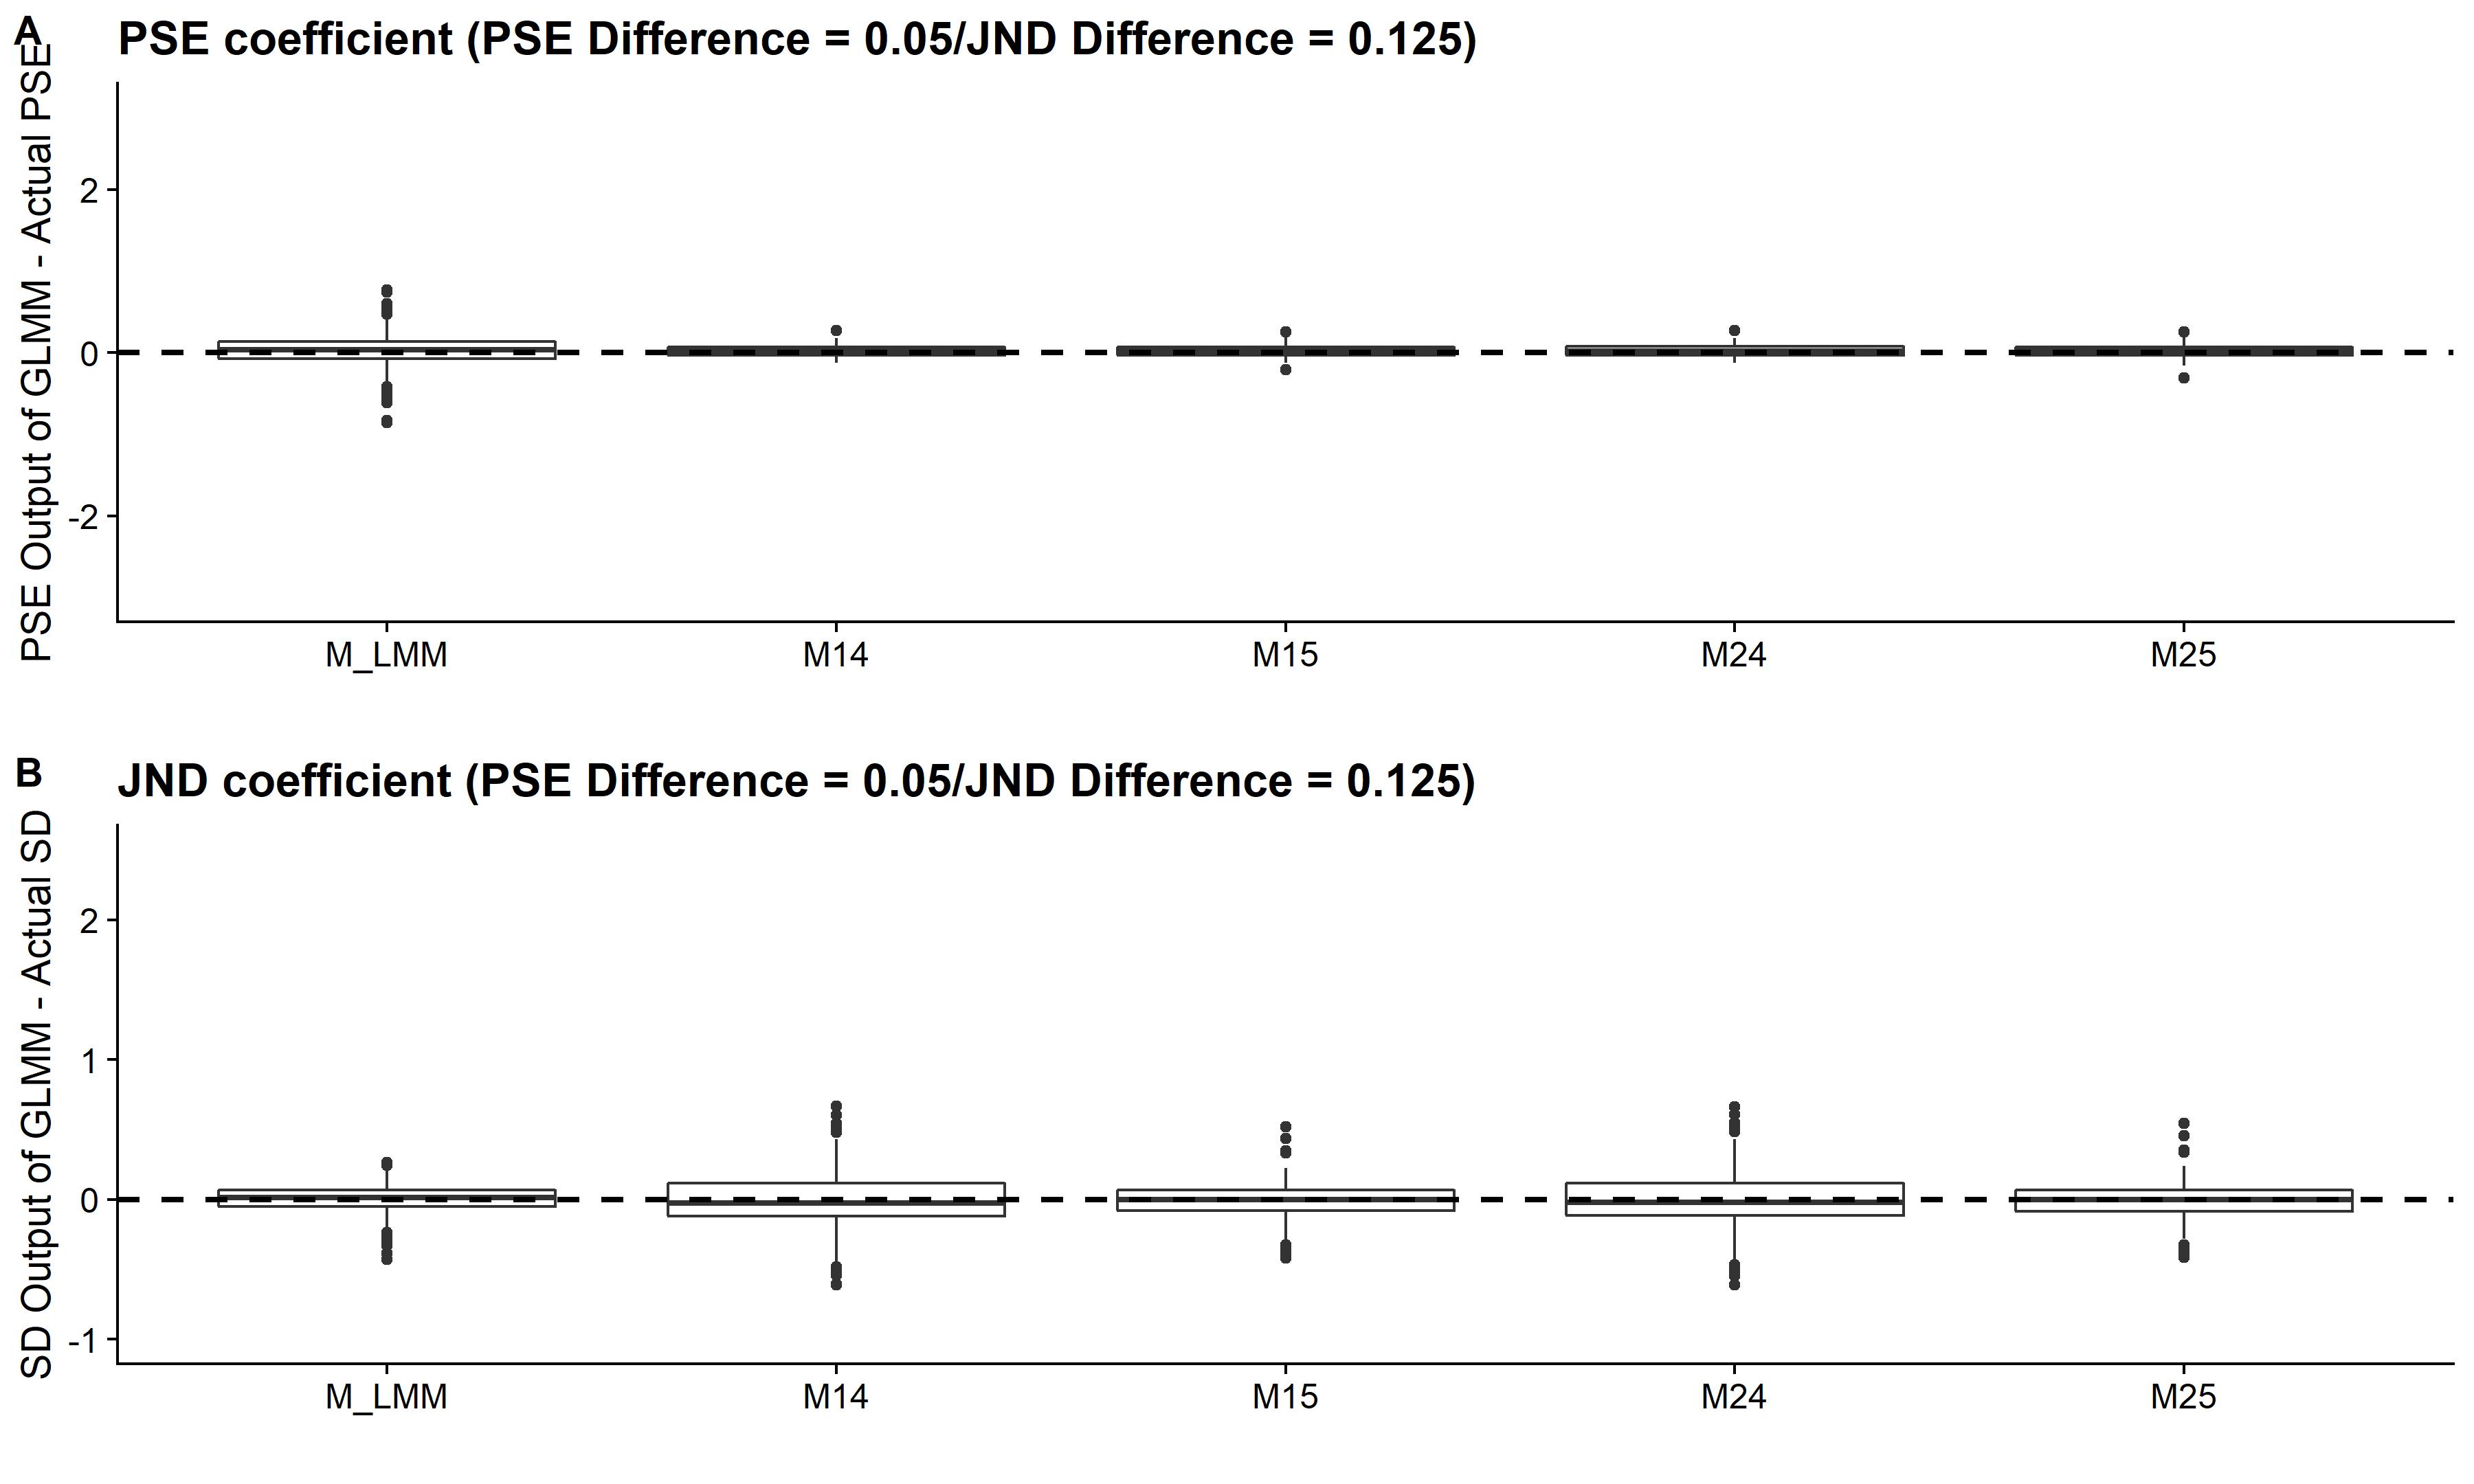 A
PSE coefficient (PSE Difference = 0.05/JND Difference = 0.125)
PSE Output of GLMM - Actual PSE
2
0
-2
M_LMM M14 M15 M24 M25
B
JND coefficient (PSE Difference = 0.05/JND Difference = 0.125)
SD Output of GLMM - Actual SD
2
1
0
-1
M_LMM M14 M15 M24 M25